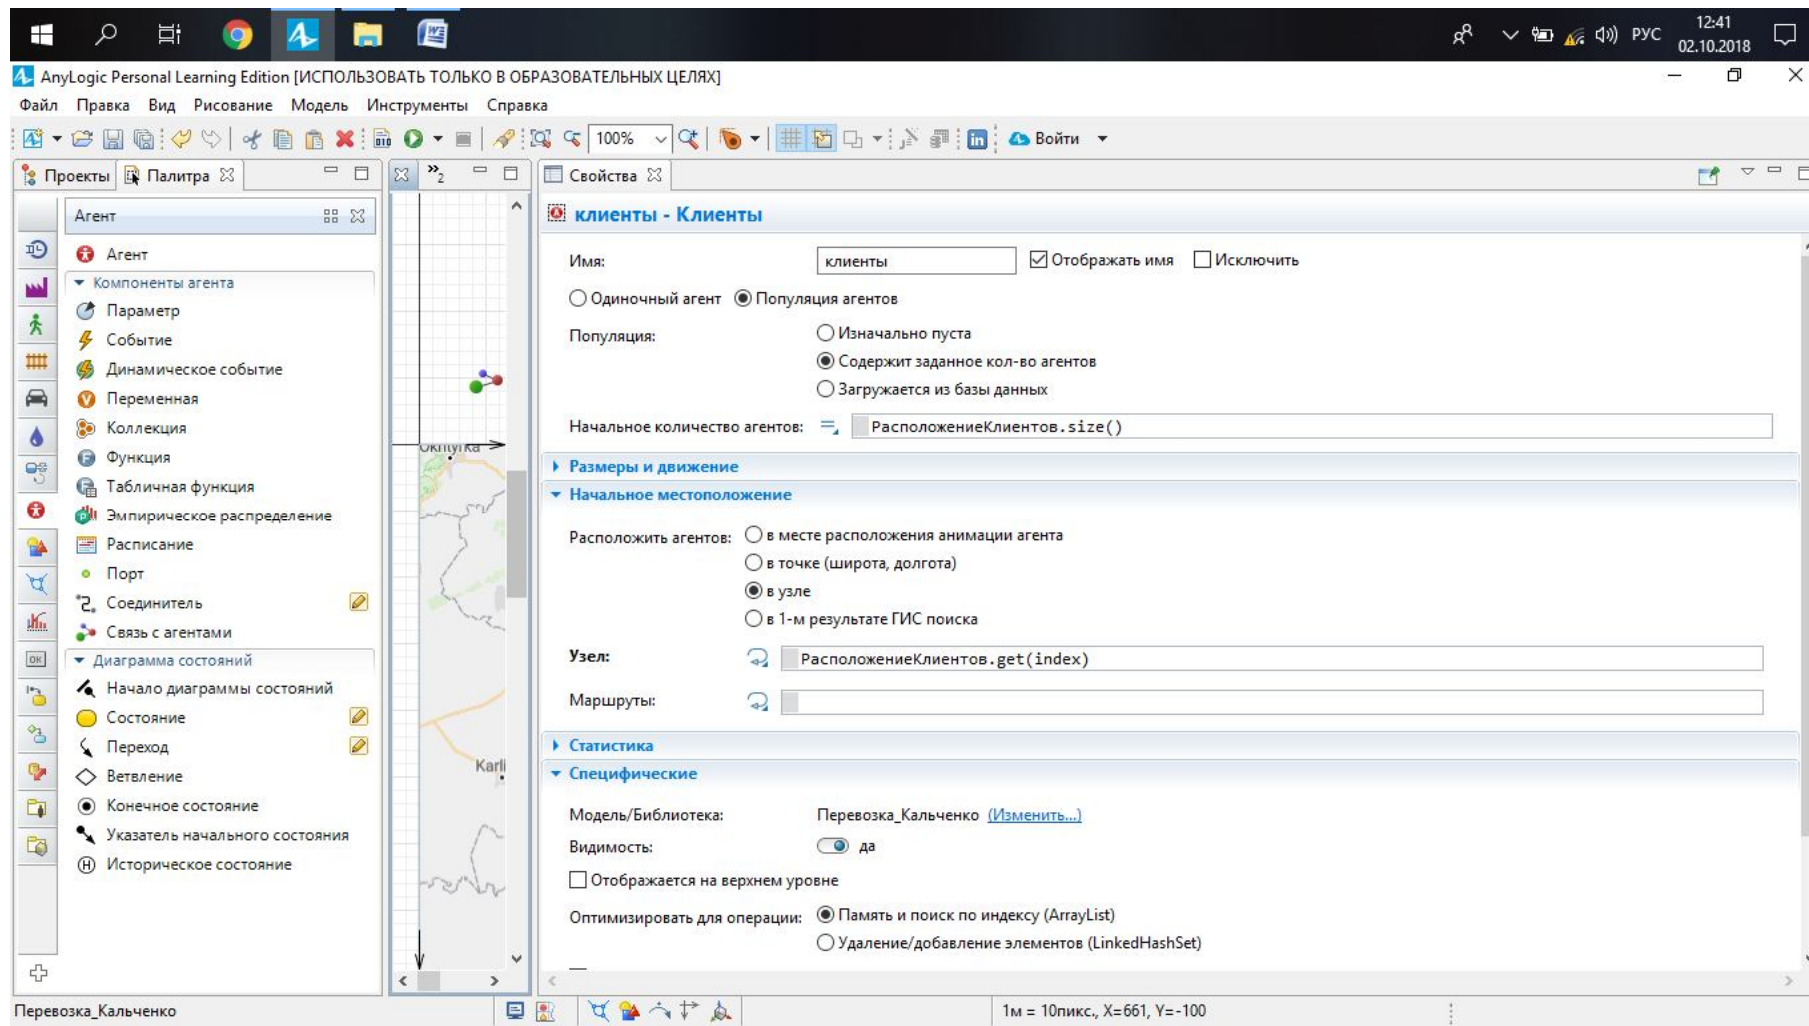 12:41
РУС
02.10.2018
AnyLogic Personal Learning Edition [ИСПОЛЬЗОВАТЬ ТОЛЬКО В ОБРАЗОВАТЕЛЬНЫХ ЦЕЛЯХ]
Файл Правка Вид Рисование Модель Инструменты Справка
100% Войти
Проекты Палитра
Агент
Агент
Компоненты агента
Параметр
Событие
Динамическое событие
Переменная
Коллекция
Функция
Табличная функция
Эмпирическое распределение
Расписание
Порт
Соединитель
Связь с агентами
Диаграмма состояний
Начало диаграммы состояний
Состояние
Переход
Ветвление
Конечное состояние
Указатель начального состояния
Историческое состояние
2
Karli
Свойства
клиенты - Клиенты
Имя: клиенты Отображать имя Исключить
Одиночный агент Популяция агентов
Популяция: Изначально пуста
Содержит заданное кол-во агентов
Загружается из базы данных
Начальное количество агентов: РасположениеКлиентов.size()
Размеры и движение
Начальное местоположение
Расположить агентов: в месте расположения анимации агента
в точке (широта, долгота)
в узле
в 1-м результате ГИС поиска
Узел: РасположениеКлиентов.get(index)
Маршруты:
Статистика
Специфические
Модель/Библиотека: Перевозка_Кальченко (Изменить...)
Видимость: да
Отображается на верхнем уровне
Оптимизировать для операции: Память и поиск по индексу (ArrayList)
Удаление/добавление элементов (LinkedHashSet)
Перевозка_Кальченко
1м = 10пикс., X=661, Y=-100